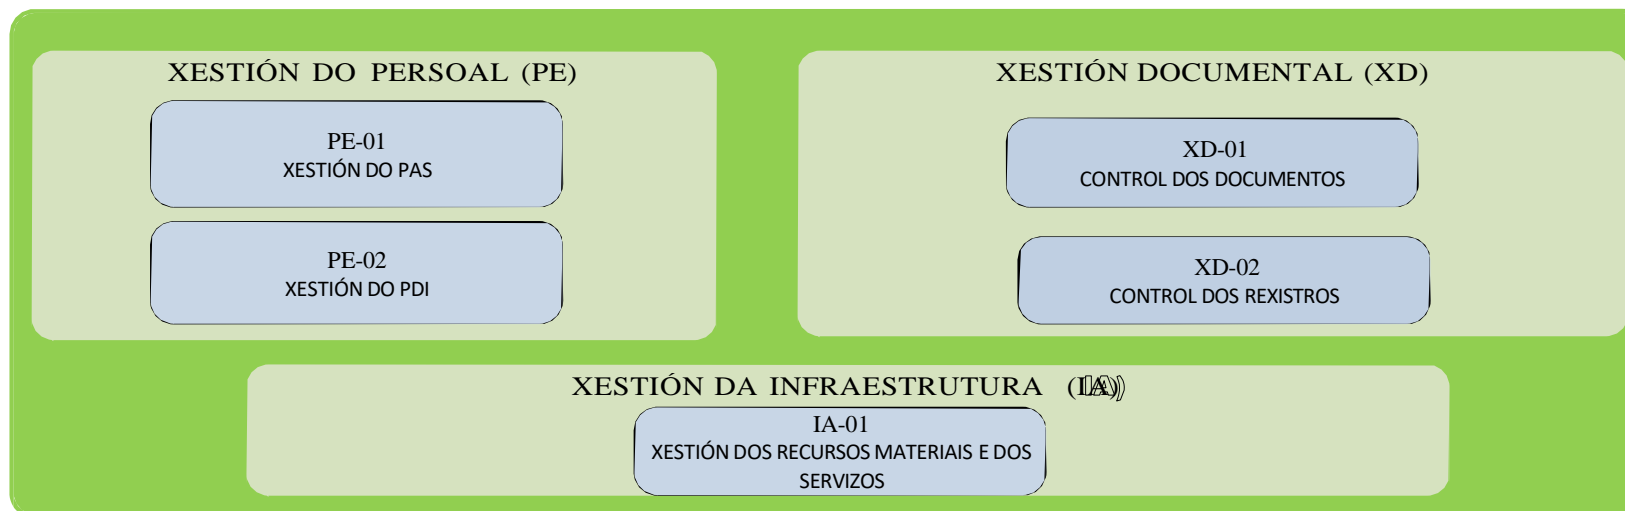 XESTIÓN DO PERSOAL (PE)
PE-01
XESTIÓN DO PAS
PE-02
XESTIÓN DO PDI
XESTIÓN DOCUMENTAL (XD)
XD-01
CONTROL DOS DOCUMENTOS
XD-02
CONTROL DOS REXISTROS
XESTIÓN DA INFRAESTRUTURA (IA)
IA-01
XESTIÓN DOS RECURSOS MATERIAIS E DOS
SERVIZOS